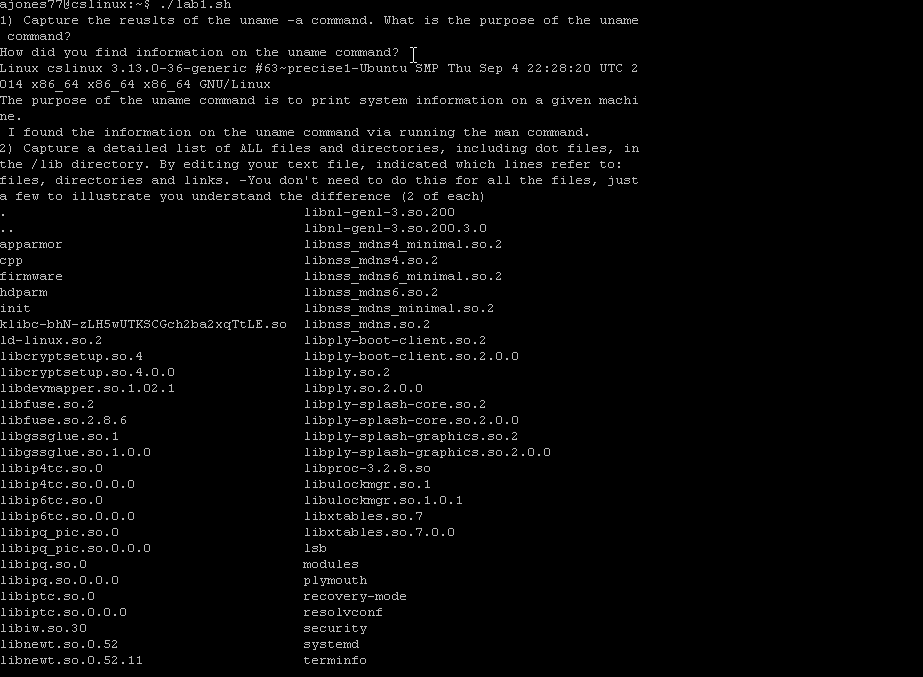 ajones77@cslinux:~$ ./lab1.sh
1) Capture the reuslts of the uname -a command. What is the purpose of the uname
 command?
How did you find information on the uname command?
Linux cslinux 3.13.0-36-generic #63~precise1-Ubuntu SMP Thu Sep 4 22:28:20 UTC 2
014 x86_64 x86_64 x86_64 GNU/Linux
The purpose of the uname command is to print system information on a given machi
ne.
 I found the information on the uname command via running the man command.
2) Capture a detailed list of ALL files and directories, including dot files, in
the /lib directory. By editing your text file, indicated which lines refer to:
files, directories and links. -You don't need to do this for all the files, just
a few to illustrate you understand the difference (2 of each)
.                                     libnl-genl-3.so.200
..                                    libnl-genl-3.so.200.3.0
apparmor                              libnss_mdns4_minimal.so.2
cpp                                   libnss_mdns4.so.2
firmware                              libnss_mdns6_minimal.so.2
hdparm                                libnss_mdns6.so.2
init                                  libnss_mdns_minimal.so.2
klibc-bhN-zLH5wUTKSCGch2ba2xqTtLE.so  libnss_mdns.so.2
ld-linux.so.2                         libply-boot-client.so.2
libcryptsetup.so.4                    libply-boot-client.so.2.0.0
libcryptsetup.so.4.0.0                libply.so.2
libdevmapper.so.1.02.1                libply.so.2.0.0
libfuse.so.2                          libply-splash-core.so.2
libfuse.so.2.8.6                      libply-splash-core.so.2.0.0
libgssglue.so.1                       libply-splash-graphics.so.2
libgssglue.so.1.0.0                   libply-splash-graphics.so.2.0.0
libip4tc.so.0                         libproc-3.2.8.so
libip4tc.so.0.0.0                     libulockmgr.so.1
libip6tc.so.0                         libulockmgr.so.1.0.1
libip6tc.so.0.0.0                     libxtables.so.7
libipq_pic.so.0                       libxtables.so.7.0.0
libipq_pic.so.0.0.0                   lsb
libipq.so.0                           modules
libipq.so.0.0.0                       plymouth
libiptc.so.0                          recovery-mode
libiptc.so.0.0.0                      resolvconf
libiw.so.30                           security
libnewt.so.0.52                       systemd
libnewt.so.0.52.11                    terminfo